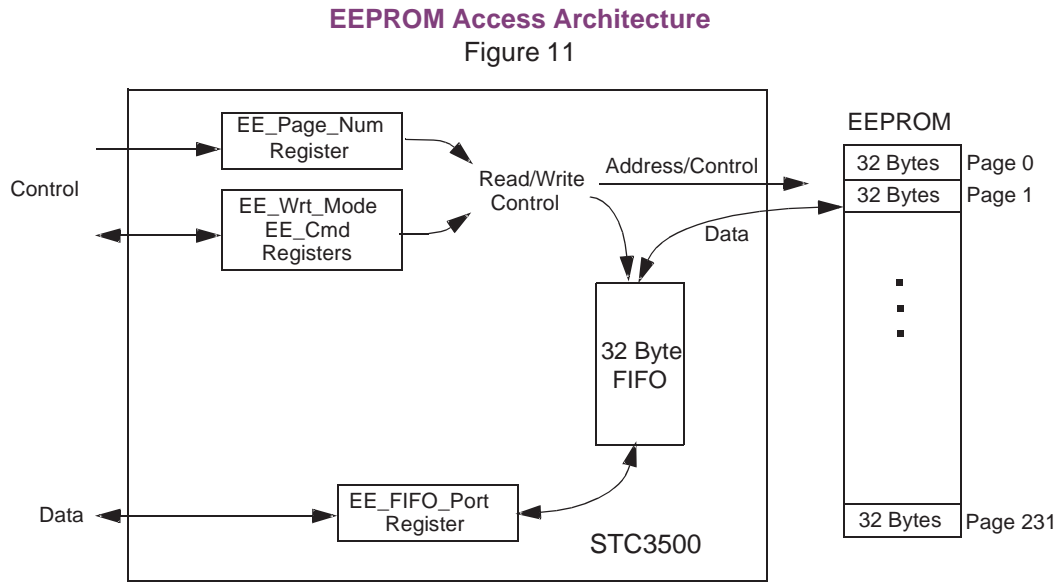 EEPROM Access Architecture
Figure 11
EE_Page_Num
Register
Control
EE_Wrt_Mode
EE_Cmd
Registers
Read/Write
Control
Address/Control
Data
EEPROM
32 Bytes Page 0
32 Bytes Page 1
32 Byte
FIFO
Data
EE_FIFO_Port
Register
STC3500
32 Bytes Page 231